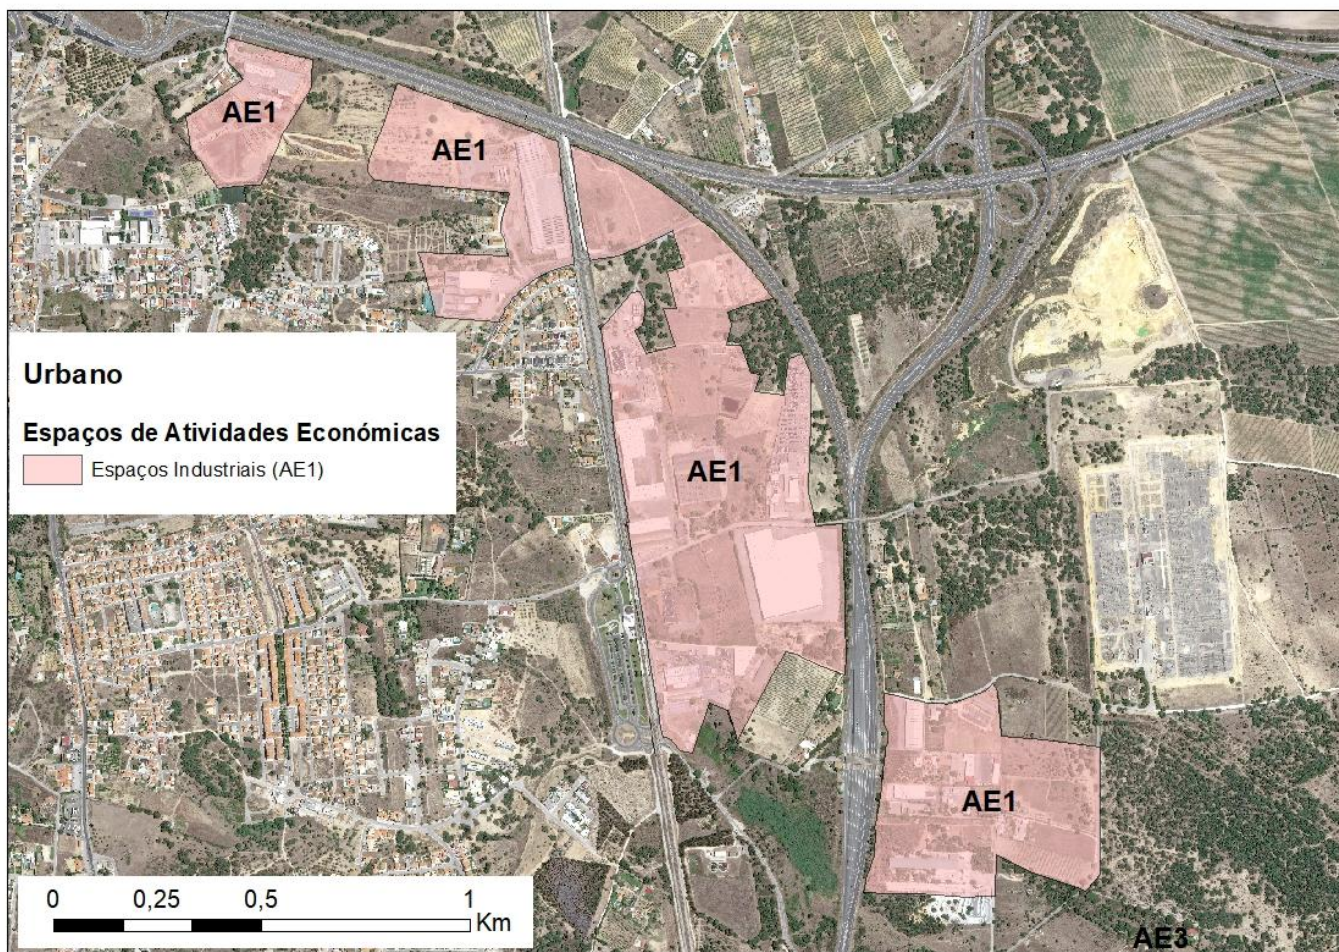 AE1
AE1
Urbano
Espaços de Atividades Económicas
Espaços Industriais (AE1)
AE1
AE1
0 0,25 0,5 1
Km
AE3